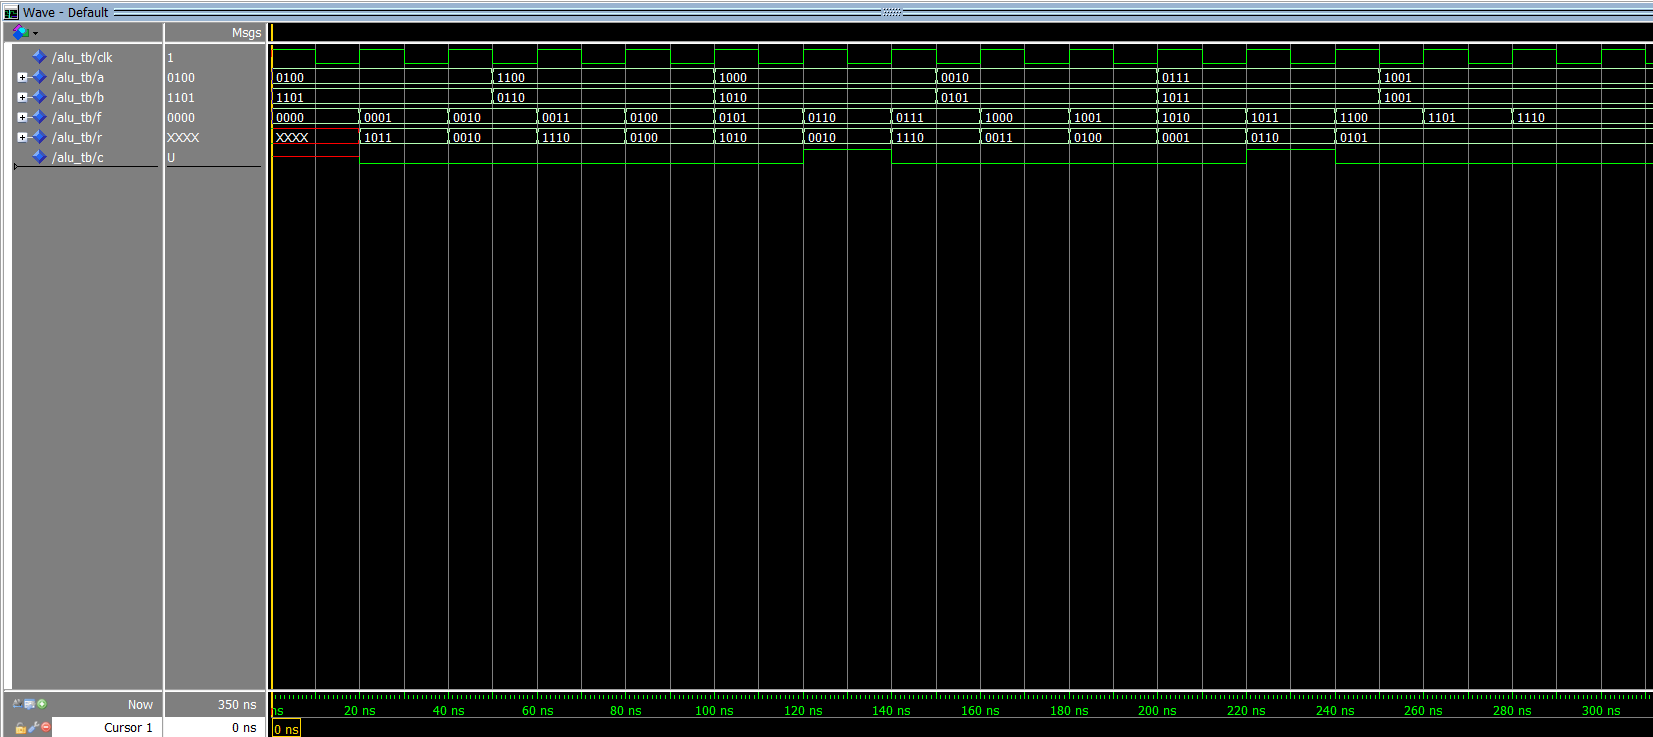 Wave - Default
Msgs
/alu_tb/clk 1
/alu_tb/a 0100 0100 1100 1000 0010 0111 1001
/alu_tb/b 1101 1101 0110 1010 0101 1011 1001
/alu_tb/f 0000 0000 0001 0010 0011 0100 0101 0110 0111 1000 1001 1010 1011 1100 1101 1110
/alu_tb/r XXXX XXXX 1011 0010 1110 0100 1010 0010 1110 0011 0100 0001 0110 0101
/alu_tb/c U
Now 350 ns ns 20 ns 40 ns 60 ns 80 ns 100 ns 120 ns 140 ns 160 ns 180 ns 200 ns 220 ns 240 ns 260 ns 280 ns 300 ns
Cursor 1 0 ns 0 ns